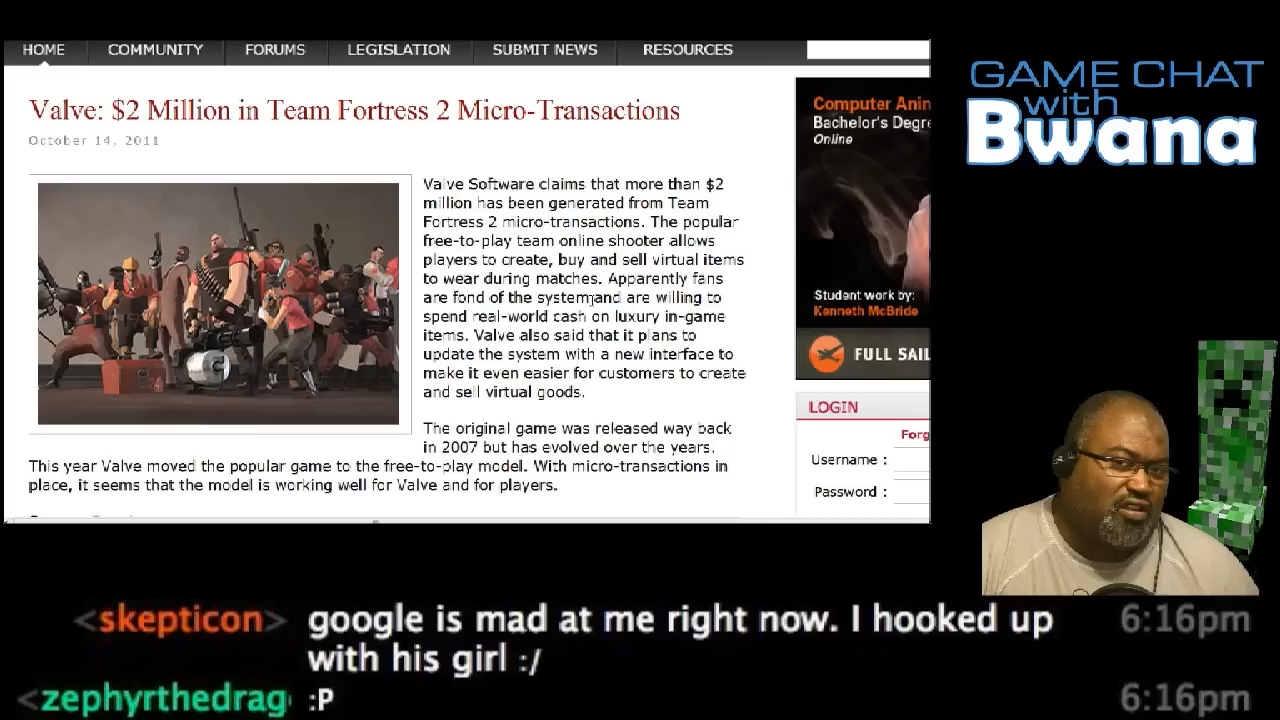 HOME COMMUNITY FORUMS LEGISLATION SUBMIT NEWS RESOURCES
Valve: $2 Million in Team Fortress 2 Micro-Transactions
October 14, 2011
Valve Software claims that more than $2
million has been generated from Team
Fortress 2 micro-transactions. The popular
free-to-play team online shooter allows
players to create, buy and sell virtual items
to wear during matches. Apparently fans
are fond of the system and are willing to
spend real-world cash on luxury in-game
items. Valve also said that it plans to
update the system with a new interface to
make it even easier for customers to create
and sell virtual goods.
The original game was released way back
in 2007 but has evolved over the years.
This year Valve moved the popular game to the free-to-play model. With micro-transactions in
place, it seems that the model is working well for Valve and for players.
Computer Anin
Bachelor's Degre
Online
Student work by:
Kenneth McBride
FULL SAIL
LOGIN
Forg
Username :
Password :
GAME CHAT
with
Bwana
<skepticon> google is mad at me right now. I hooked up 6:16pm
with his girl :/
<zephyrthedrag :P 6:16pm